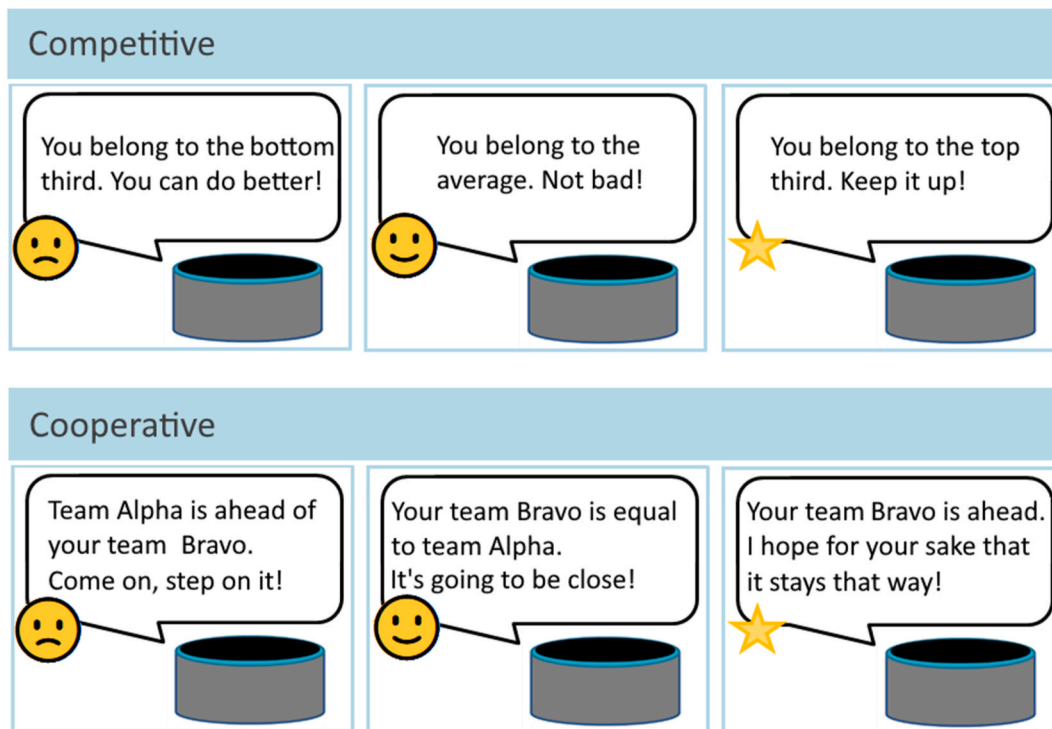 Competitive
You belong to the bottom
third. You can do better!
You belong to the
average. Not bad!
You belong to the top
third. Keep it up!
Cooperative
Team Alpha is ahead of
your team Bravo.
Come on, step on it!
Your team Bravo is equal
to team Alpha.
It's going to be close!
Your team Bravo is ahead.
I hope for your sake that
it stays that way!